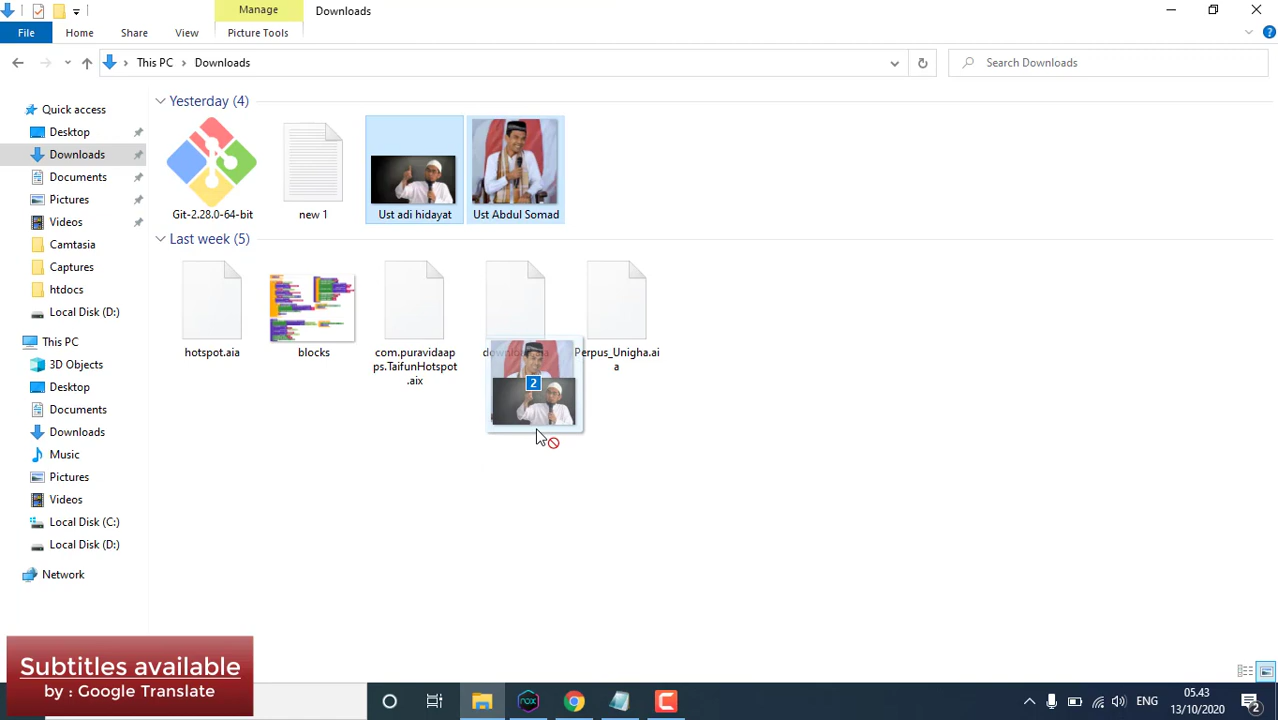 Manage
Downloads
File
Home
Share
View
Picture Tools
This PC
Downloads
Search Downloads
Quick access
Desktop
Downloads
Documents
Pictures
Videos
Camtasia
Captures
htdocs
Local Disk (D:)
This PC
3D Objects
Desktop
Documents
Downloads
Music
Pictures
Videos
Local Disk (C:)
Local Disk (D:)
Network
Yesterday (4)
Git-2.28.0-64-bit
new 1
Ust adi hidayat
Ust Abdul Somad
Last week (5)
hotspot.aia
blocks
com.puravidaap
ps.TaifunHotspot
.aix
Perpus_Unigha.ai
a
2
Subtitles available
by : Google Translate
nox
ENG
05.43
13/10/2020
2